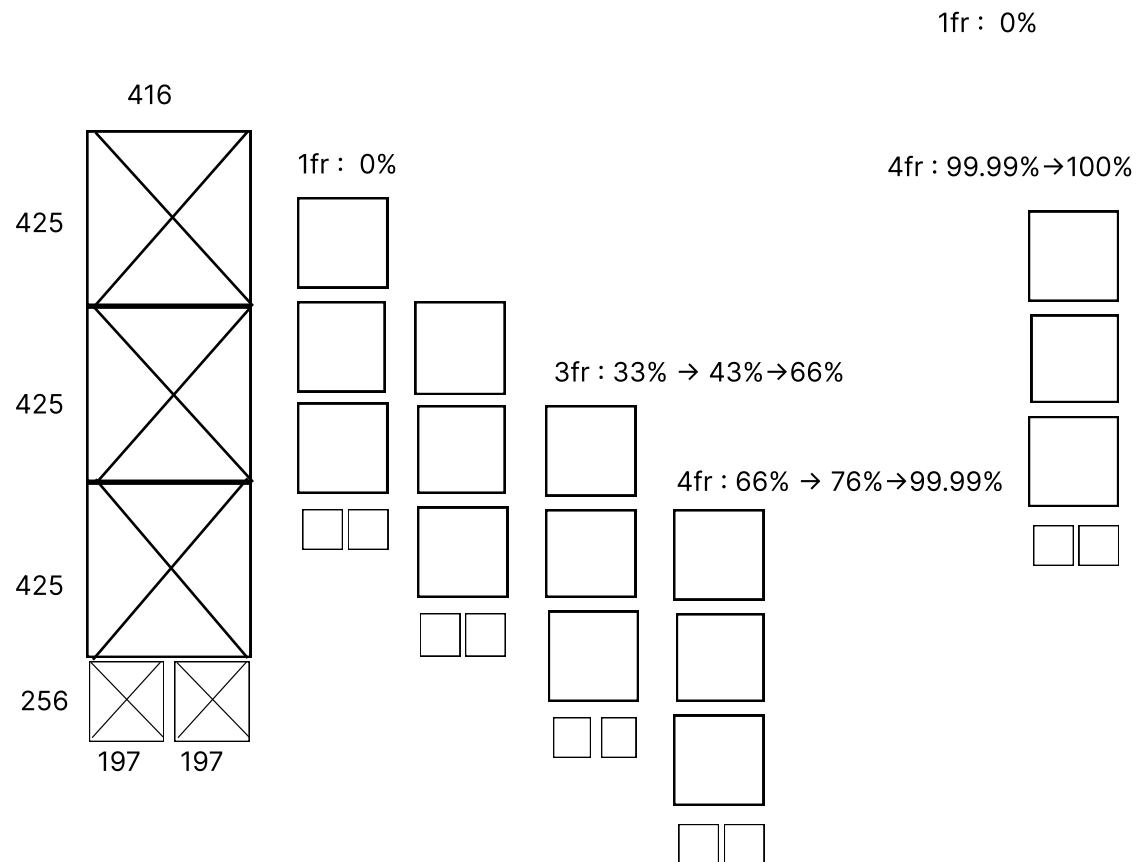 1fr : 0%
416
1fr : 0%
4fr : 99.99%→100%
425
3fr : 33% → 43%→66%
425
4fr : 66% → 76%→99.99%
425
256
197 197